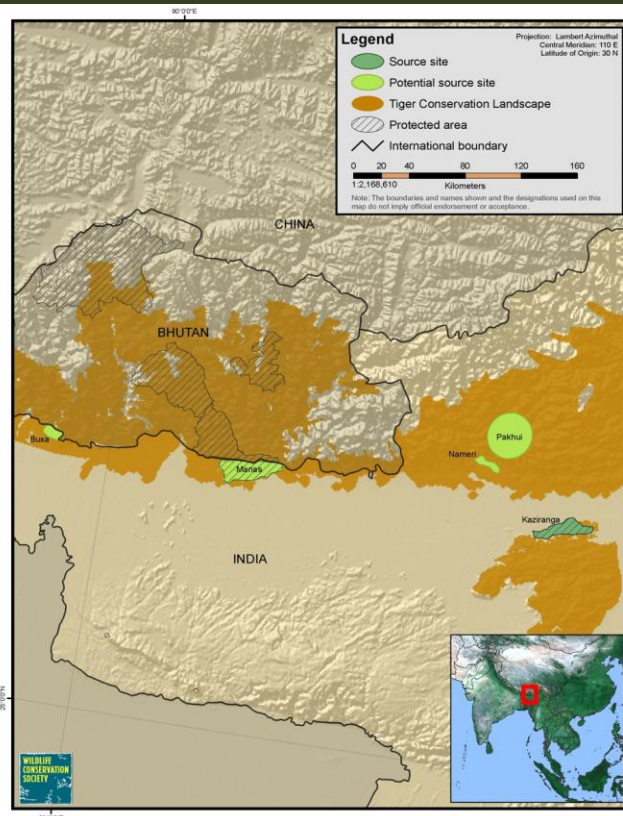 90°0'0"E
Legend
Projection: Lambert Azimuthal
Central Meridian: 110 E
Latitude of Origin: 30 N
Source site
Potential source site
Tiger Conservation Landscape
Protected area
International boundary
0 20 40 80 120 160
1:2,168,610 Kilometers
Note: The boundaries and names shown and the designations used on this
map do not imply official endorsement or acceptance.
CHINA
BHUTAN
Buxa
Manas
Pakhui
Nameri
Kaziranga
INDIA
25°0'0"N
WILDLIFE
CONSERVATION
SOCIETY